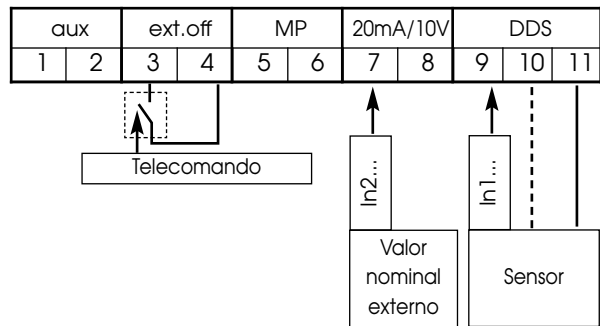 aux ext.off MP 20mA/10V DDS
1 2 3 4 5 6 7 8 9 10 11
Telecomando
In2... In1...
Valor
nominal
externo
Sensor